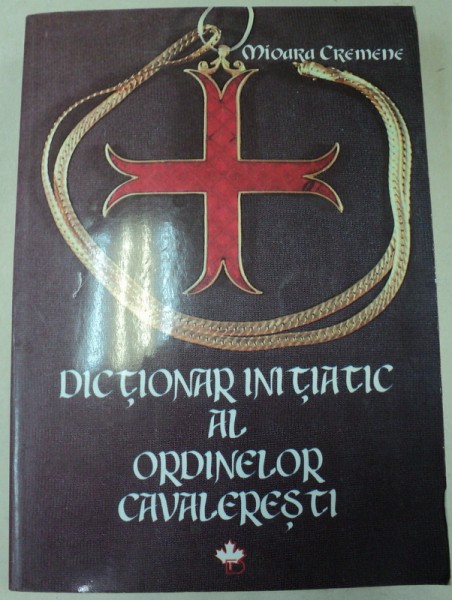 Mioara Cremene
DICȚIONAR INIȚIATIC
AL
ORDINELOR
CAVALEREȘTI